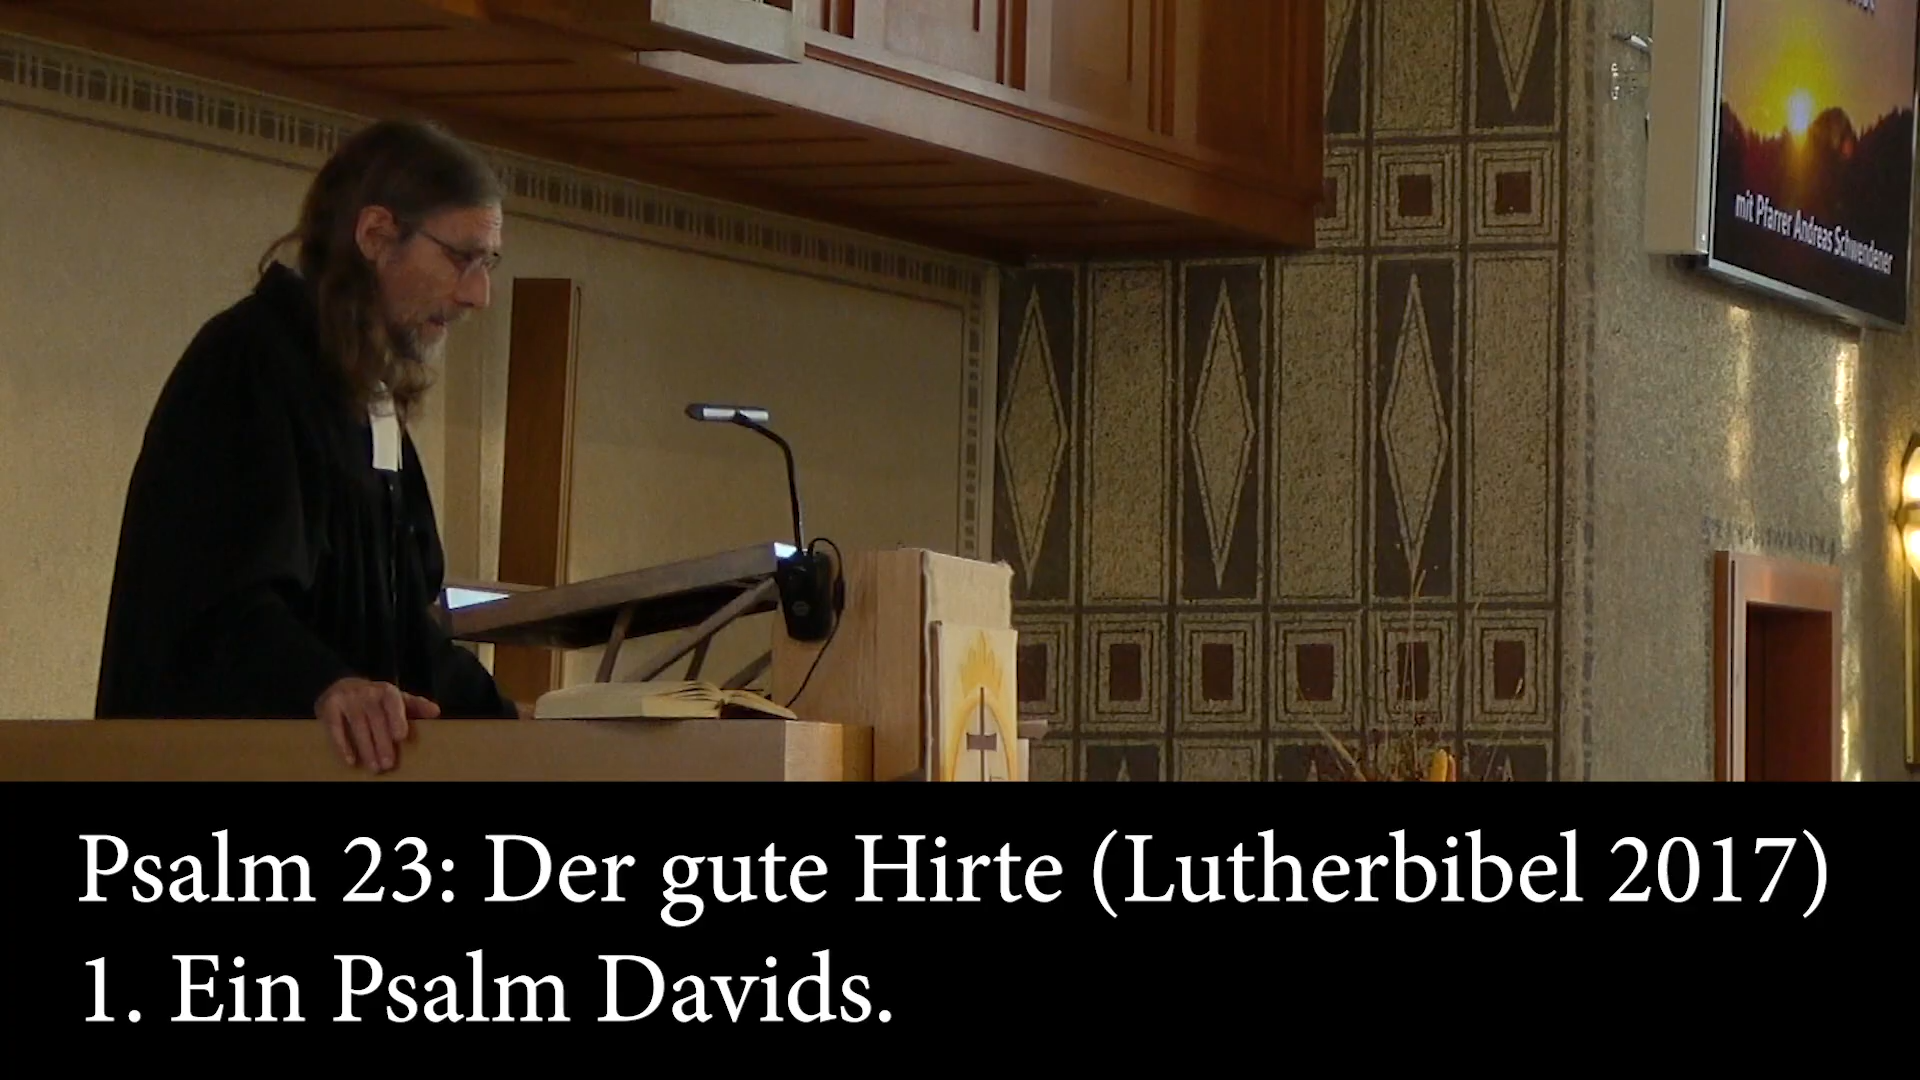 mit Pfarrer Andreas Schwendener
Psalm 23: Der gute Hirte (Lutherbibel 2017)
1. Ein Psalm Davids.